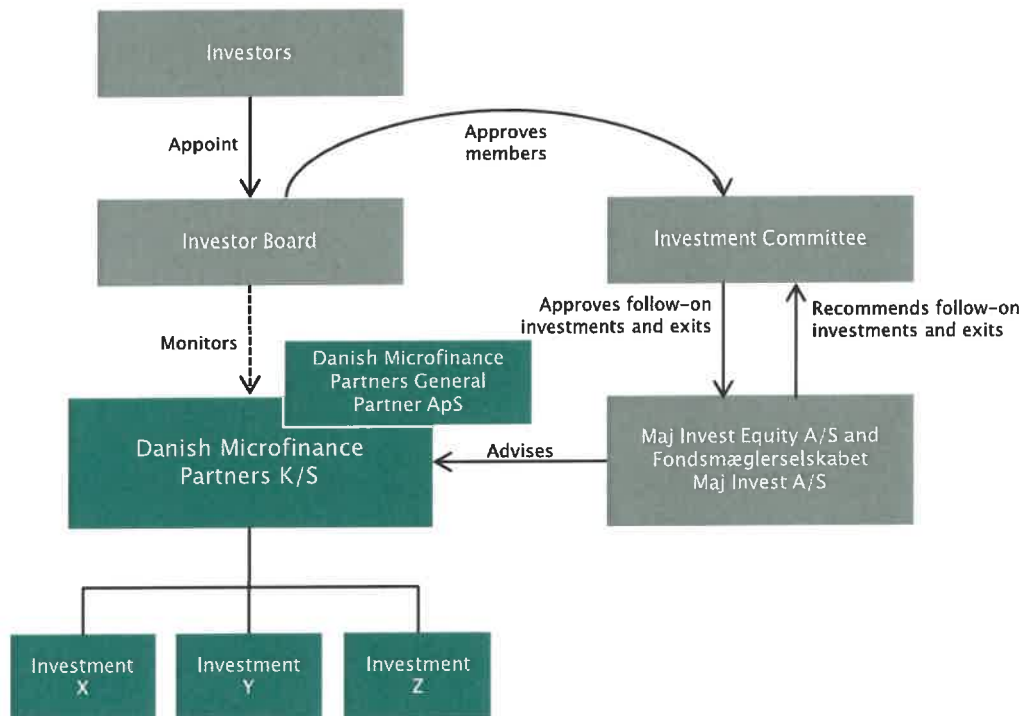 Investors
Appoint
Approves
members
Investor Board
Investment Committee
Approves follow-on
investments and exits
Recommends follow-on
investments and exits
Monitors
Danish Microfinance
Partners General
Partner ApS
Danish Microfinance
Partners K/S
Advises
Maj Invest Equity A/S and
Fondsmæglerselskabet
Maj Invest A/S
Investment
X
Investment
Y
Investment
Z